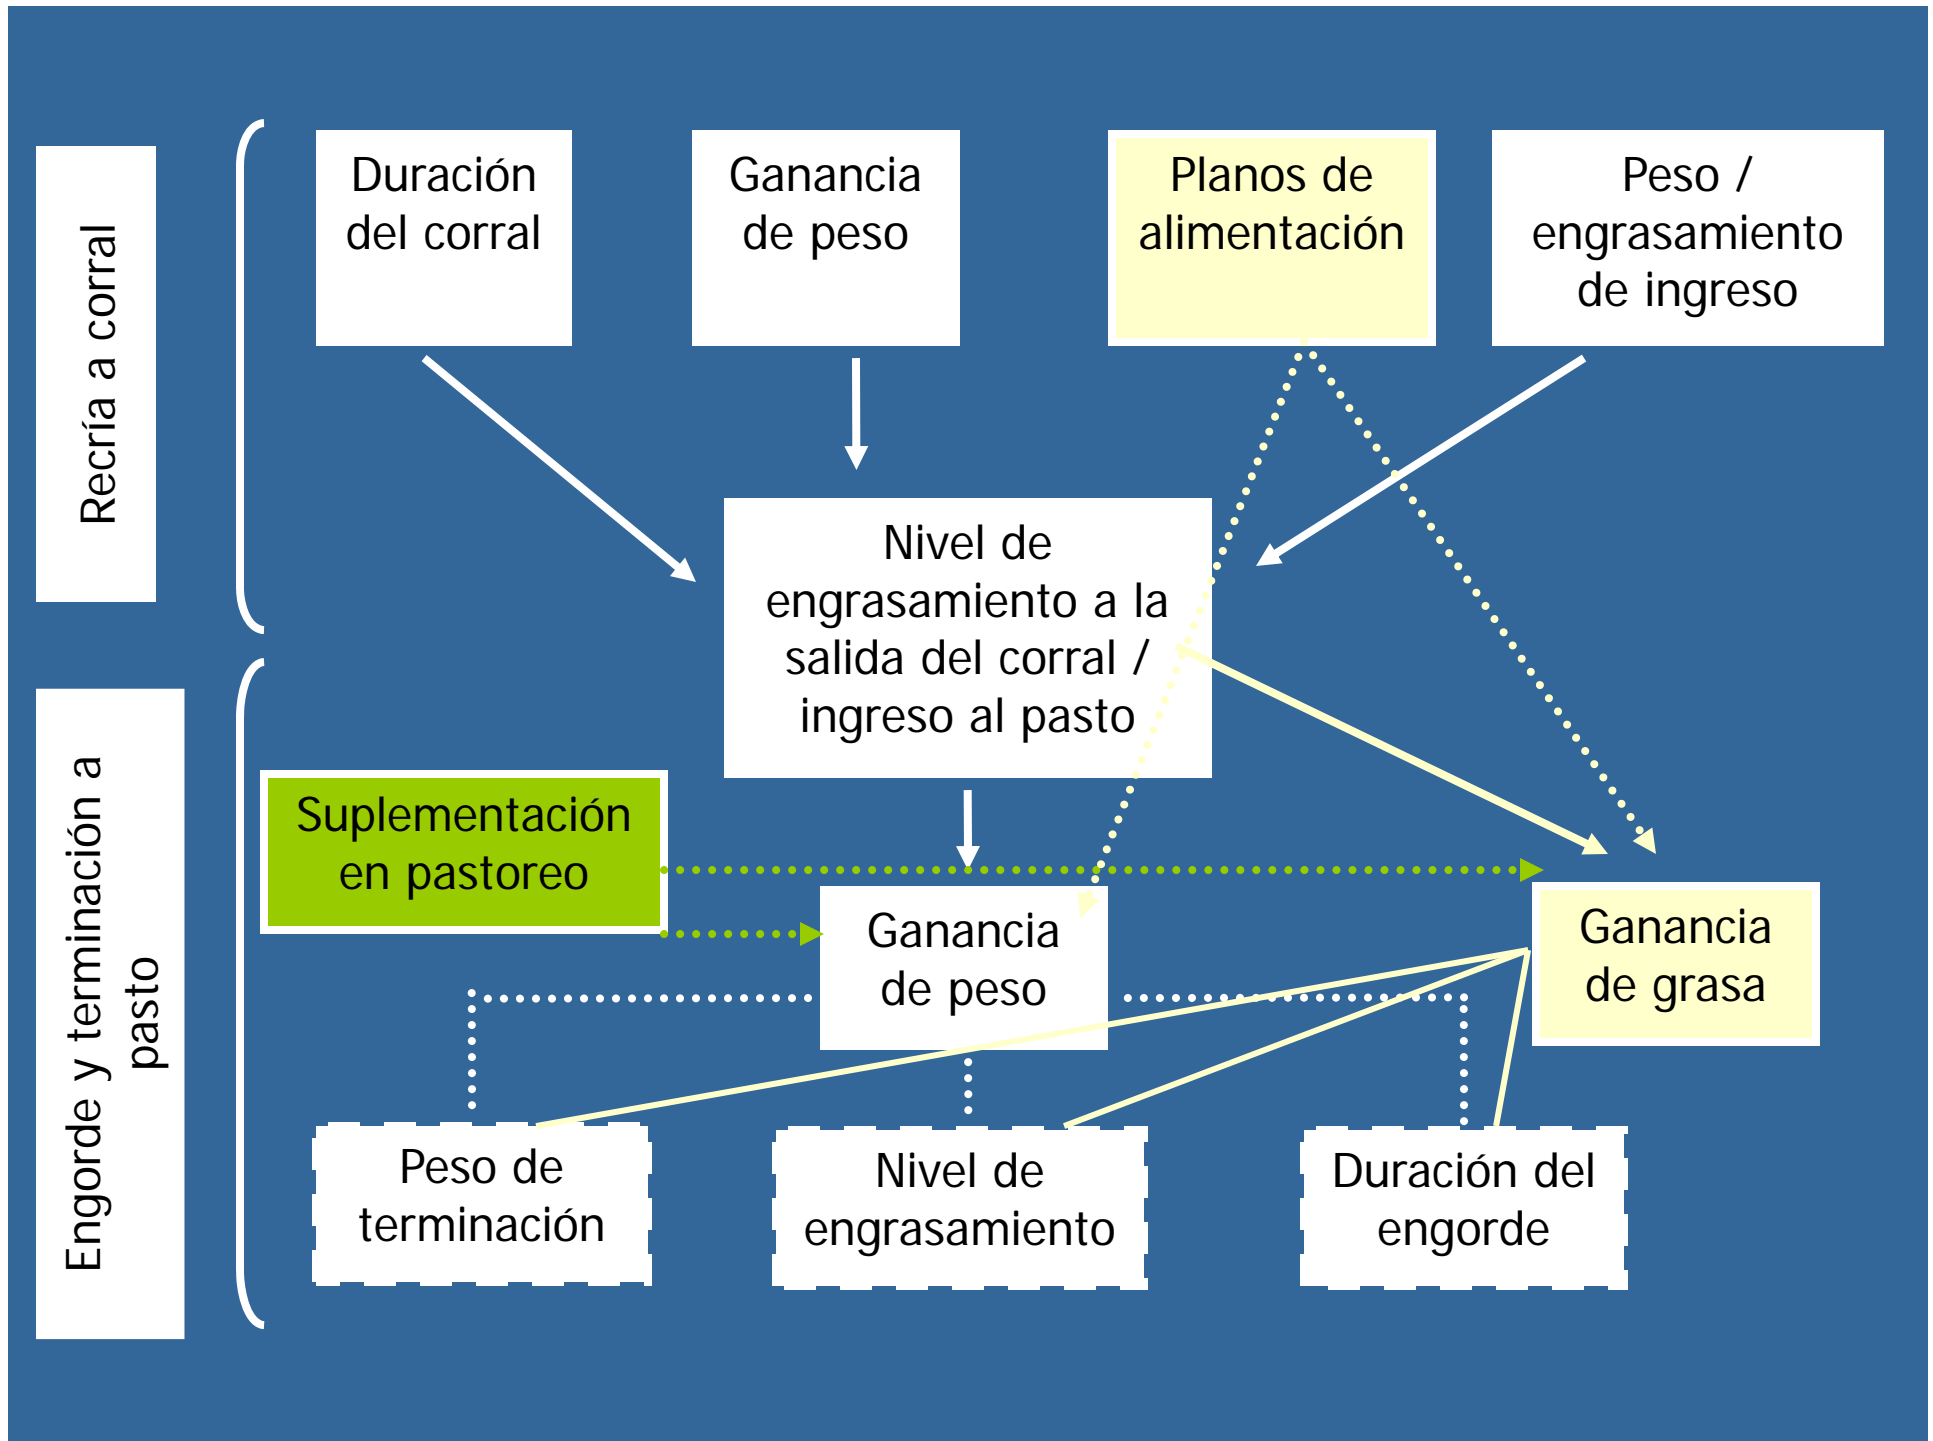 Recría a corral
Duración
del corral
Ganancia
de peso
Planos de
alimentación
Peso /
engrasamiento
de ingreso
Nivel de
engrasamiento a la
salida del corral /
ingreso al pasto
Engorde y terminación a
pasto
Suplementación
en pastoreo
Ganancia
de peso
Ganancia
de grasa
Peso de
terminación
Nivel de
engrasamiento
Duración del
engorde